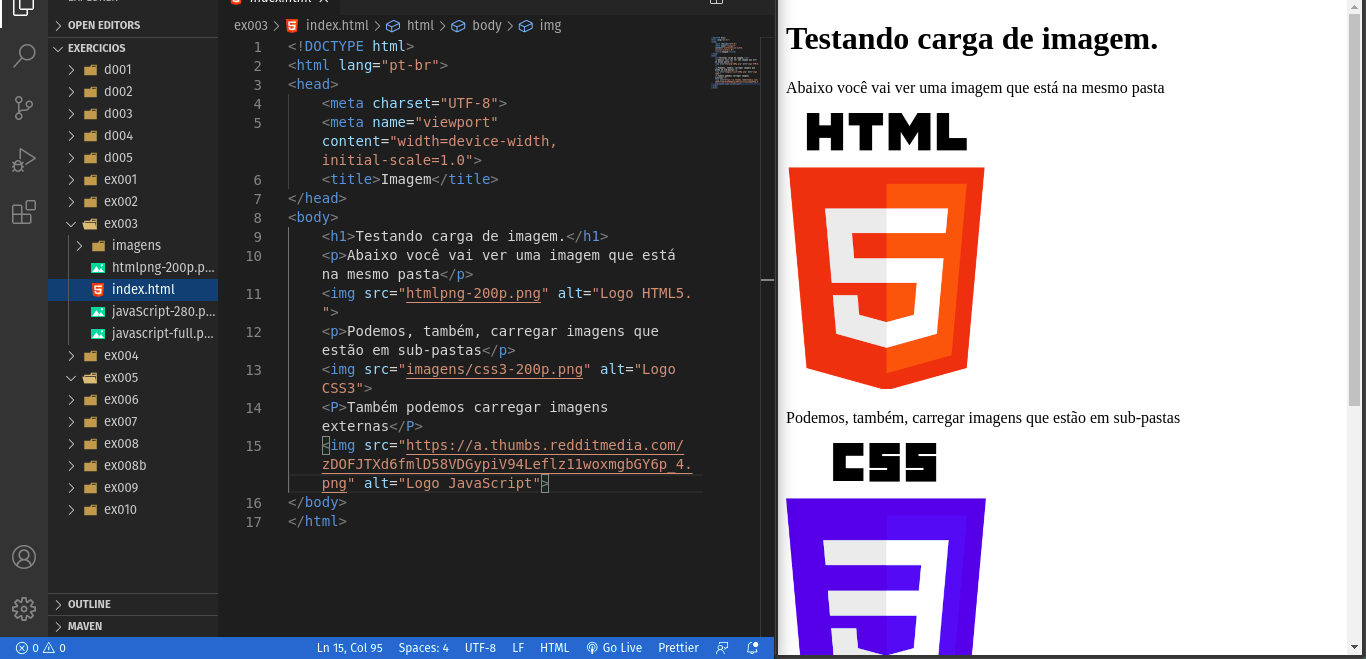 EXPLORER
OPEN EDITORS
EXERCICIOS
d001
d002
d003
d004
d005
ex001
ex002
ex003
imagens
htmlpng-200p.p...
index.html
javaScript-280.p...
javascript-full.p...
ex004
ex005
ex006
ex007
ex008
ex008b
ex009
ex010
OUTLINE
MAVEN
index.html
ex003 > index.html > html > body > img
1 <!DOCTYPE html>
2 <html lang="pt-br">
3 <head>
4 <meta charset="UTF-8">
5 <meta name="viewport"
content="width=device-width,
initial-scale=1.0">
6 <title>Imagem</title>
7 </head>
8 <body>
9 <h1>Testando carga de imagem.</h1>
10 <p>Abaixo você vai ver uma imagem que está
na mesmo pasta</p>
11 <img src="htmlpng-200p.png" alt="Logo HTML5.
">
12 <p>Podemos, também, carregar imagens que
estão em sub-pastas</p>
13 <img src="imagens/css3-200p.png" alt="Logo
CSS3">
14 <P>Também podemos carregar imagens
externas</P>
15 <img src="https://a.thumbs.redditmedia.com/
zDOFJTXd6fmlD58VDGypiV94Leflz11woxmgbGY6p_4.
png" alt="Logo JavaScript">
16 </body>
17 </html>
0 0 Ln 15, Col 95 Spaces: 4 UTF-8 LF HTML Go Live Prettier
Testando carga de imagem.
Abaixo você vai ver uma imagem que está na mesmo pasta
HTML
5
Podemos, também, carregar imagens que estão em sub-pastas
CSS
3